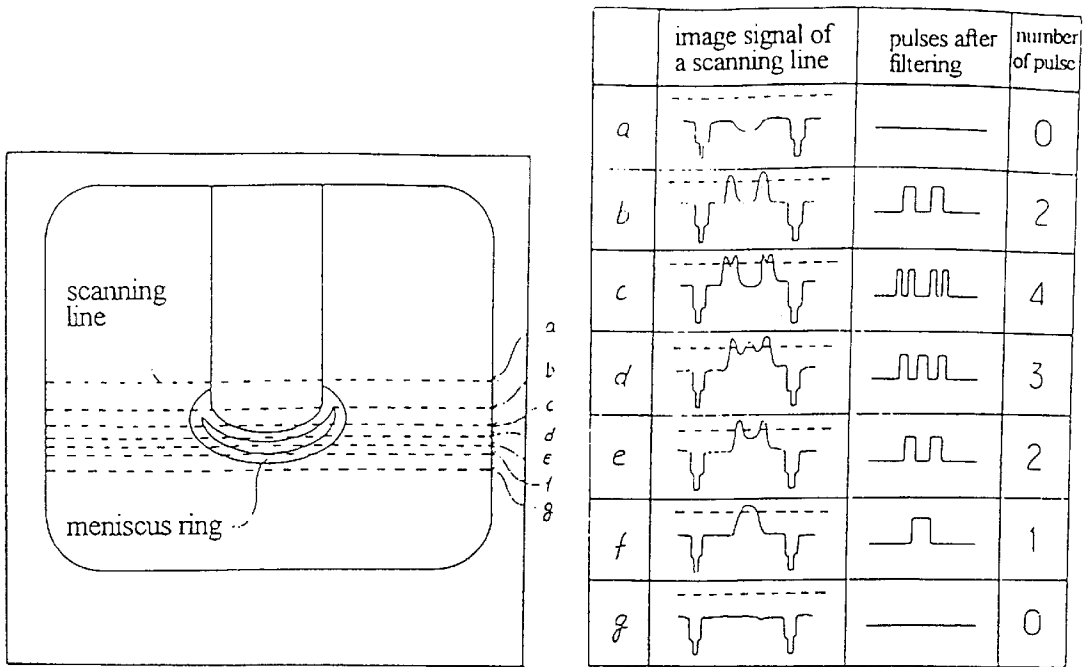 scanning
line
meniscus ring
a
b
c
d
e
f
g
image signal of
a scanning line
pulses after
filtering
number
of pulse
a
0
b
2
c
4
d
3
e
2
f
1
g
0